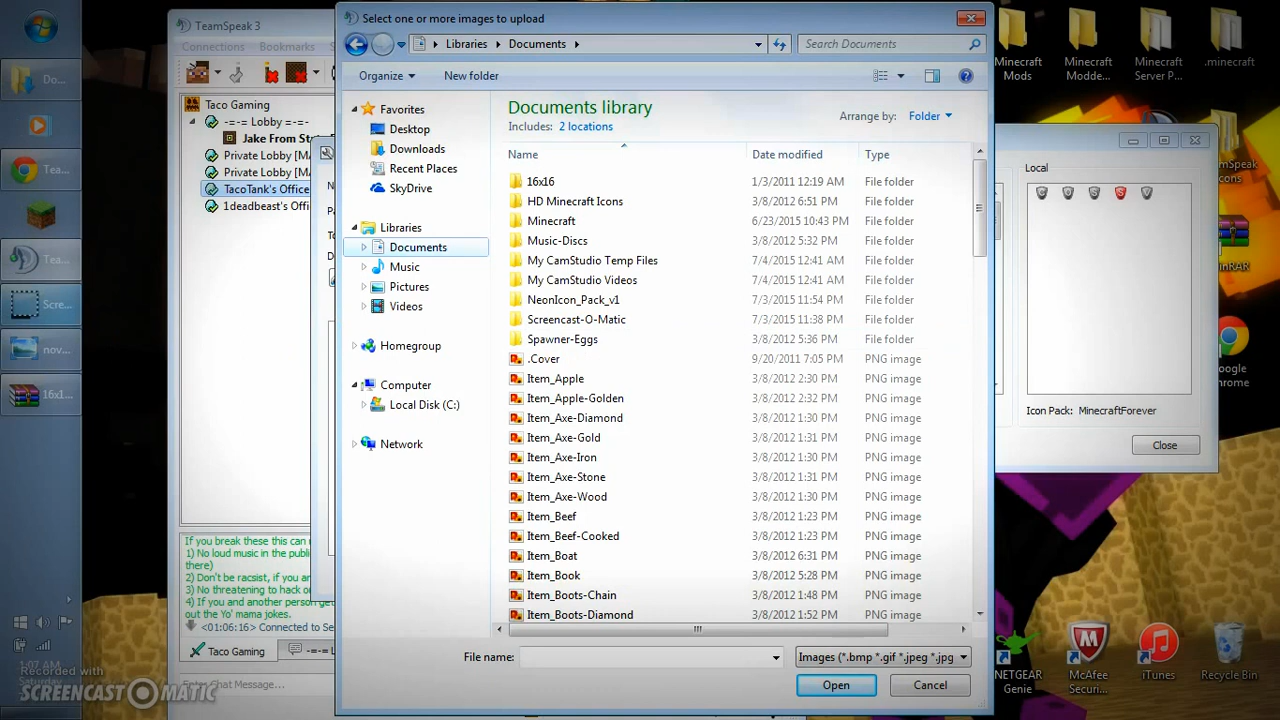 TeamSpeak 3
Connections Bookmarks
Taco Gaming
-=-= Lobby =-=-
Jake From Sta
Private Lobby [MA
Private Lobby [MA
TacoTank's Office
1deadbeast's Offi
If you break these this can r
1) No loud music in the publi
there)
2) Don't be racsist, if you ar
3) No threatening to hack o
4) If you and another person get
out the Yo' mama jokes.
<01:06:16> Connected to Se
Taco Gaming
Enter Chat Message...
Select one or more images to upload
Libraries Documents
Search Documents
Organize New folder
Favorites
Desktop
Downloads
Recent Places
SkyDrive
Libraries
Documents
Music
Pictures
Videos
Homegroup
Computer
Local Disk (C:)
Network
Documents library
Includes: 2 locations
Arrange by: Folder
Name Date modified Type
16x16 1/3/2011 12:19 AM File folder
HD Minecraft Icons 3/8/2012 6:51 PM File folder
Minecraft 6/23/2015 10:43 PM File folder
Music-Discs 3/8/2012 5:32 PM File folder
My CamStudio Temp Files 7/4/2015 12:41 AM File folder
My CamStudio Videos 7/4/2015 12:41 AM File folder
NeonIcon_Pack_v1 7/3/2015 11:54 PM File folder
Screencast-O-Matic 7/3/2015 11:38 PM File folder
Spawner-Eggs 3/8/2012 5:36 PM File folder
.Cover 9/20/2011 7:05 PM PNG image
Item_Apple 3/8/2012 2:30 PM PNG image
Item_Apple-Golden 3/8/2012 2:32 PM PNG image
Item_Axe-Diamond 3/8/2012 1:30 PM PNG image
Item_Axe-Gold 3/8/2012 1:31 PM PNG image
Item_Axe-Iron 3/8/2012 1:30 PM PNG image
Item_Axe-Stone 3/8/2012 1:31 PM PNG image
Item_Axe-Wood 3/8/2012 1:30 PM PNG image
Item_Beef 3/8/2012 1:23 PM PNG image
Item_Beef-Cooked 3/8/2012 1:23 PM PNG image
Item_Boat 3/8/2012 6:31 PM PNG image
Item_Book 3/8/2012 5:28 PM PNG image
Item_Boots-Chain 3/8/2012 1:48 PM PNG image
Item_Boots-Diamond 3/8/2012 1:52 PM PNG image
File name:
Images (*.bmp *.gif *.jpeg *.jpg
Open Cancel
Local
C O S S V
Icon Pack: MinecraftForever
Close
Minecraft
Mods
Minecraft
Modde...
Minecraft
Server P...
.minecraft
NETGEAR
Genie
McAfee
Securi...
iTunes
Recycle Bin
Do...
Tea...
Tea...
Scre...
nov...
16x1...
1:07 AM
Saturday
Recorded with
SCREENCAST-O-MATIC